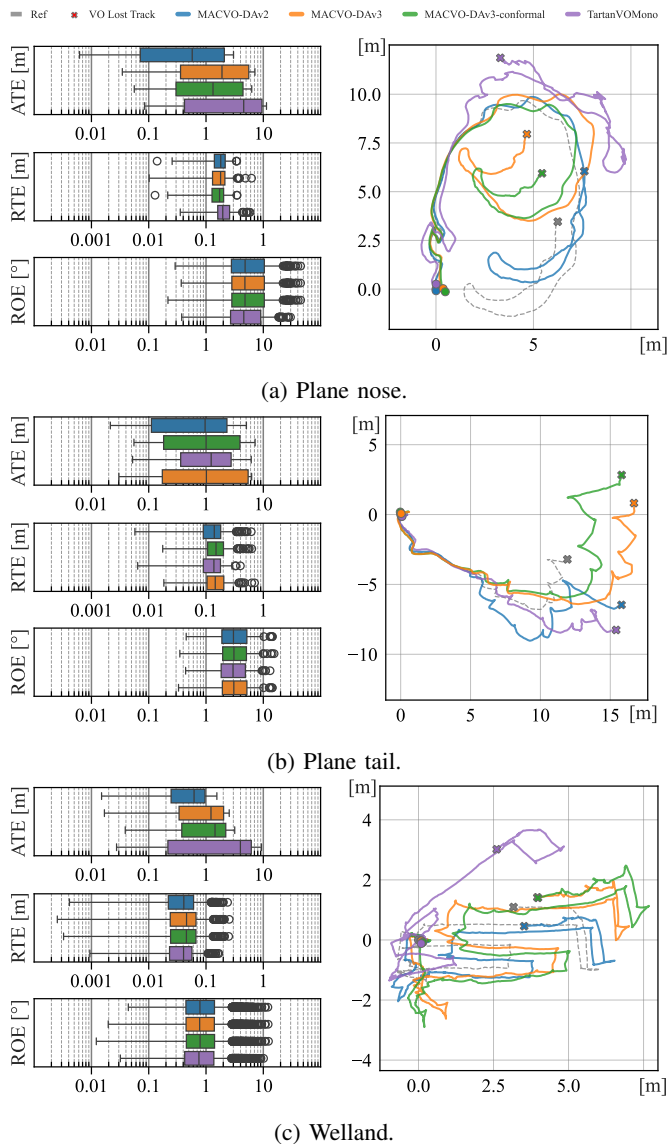 Ref VO Lost Track MACVO-DAv2 MACVO-DAv3 MACVO-DAv3-conformal TartanVOMono
ATE [m]
0.01 0.1 1 10
RTE [m]
0.001 0.01 0.1 1
ROE [°]
0.01 0.1 1 10
[m]
10.0
7.5
5.0
2.5
0.0
0 5 [m]
(a) Plane nose.
ATE [m]
0.01 0.1 1 10
RTE [m]
0.001 0.01 0.1 1
ROE [°]
0.01 0.1 1 10
[m]
5
0
−5
−10
0 5 10 15 [m]
(b) Plane tail.
ATE [m]
0.01 0.1 1 10
RTE [m]
0.001 0.01 0.1 1
ROE [°]
0.01 0.1 1 10
[m]
4
2
0
−2
−4
0.0 2.5 5.0 [m]
(c) Welland.